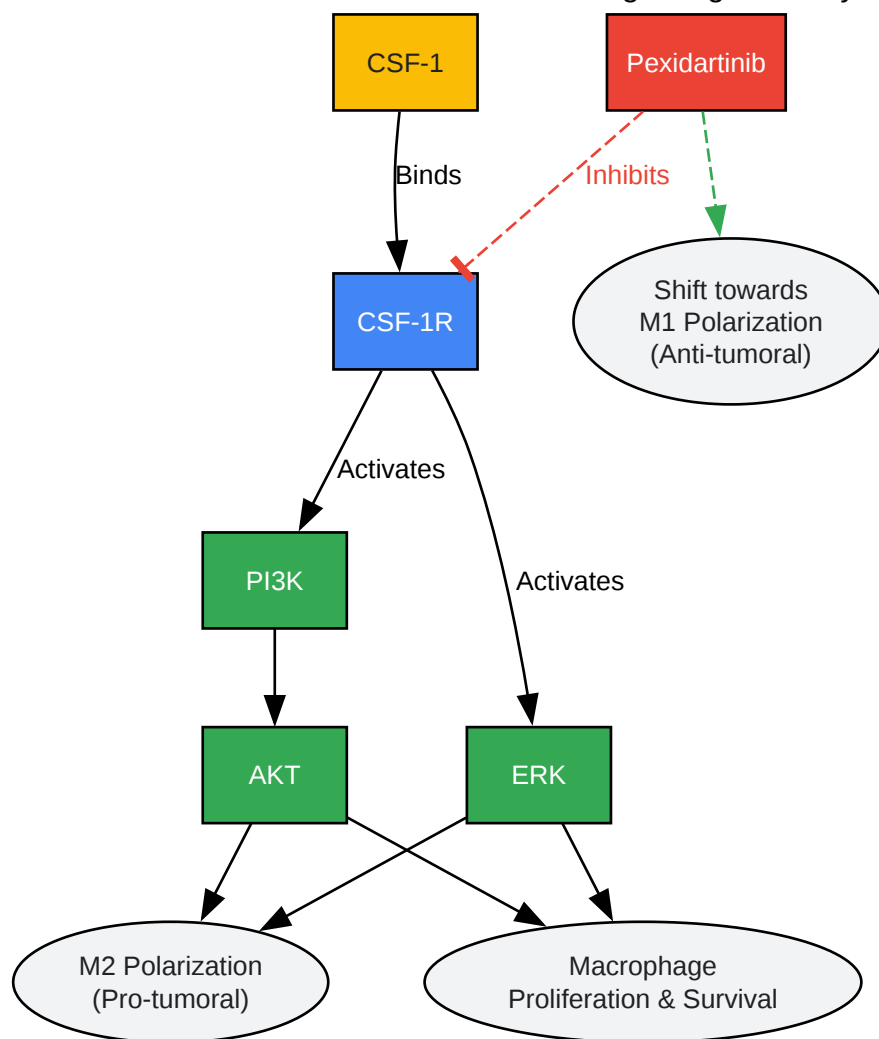 CSF-1
Pexidartinib
Binds
Inhibits
CSF-1R
Shift towards
M1 Polarization
(Anti-tumoral)
Activates
PI3K
Activates
AKT
ERK
M2 Polarization
(Pro-tumoral)
Macrophage
Proliferation & Survival